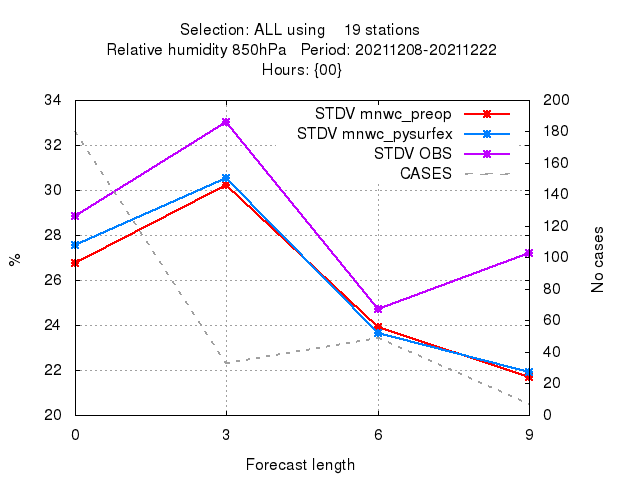 Selection: ALL using    19 stations
Relative humidity 850hPa   Period: 20211208-20211222
Hours: {00}
STDV mnwc_preop
STDV mnwc_pysurfex
STDV OBS
CASES
34
32
30
28
26
24
22
20
%
200
180
160
140
120
100
80
60
40
20
0
No cases
0 3 6 9
Forecast length